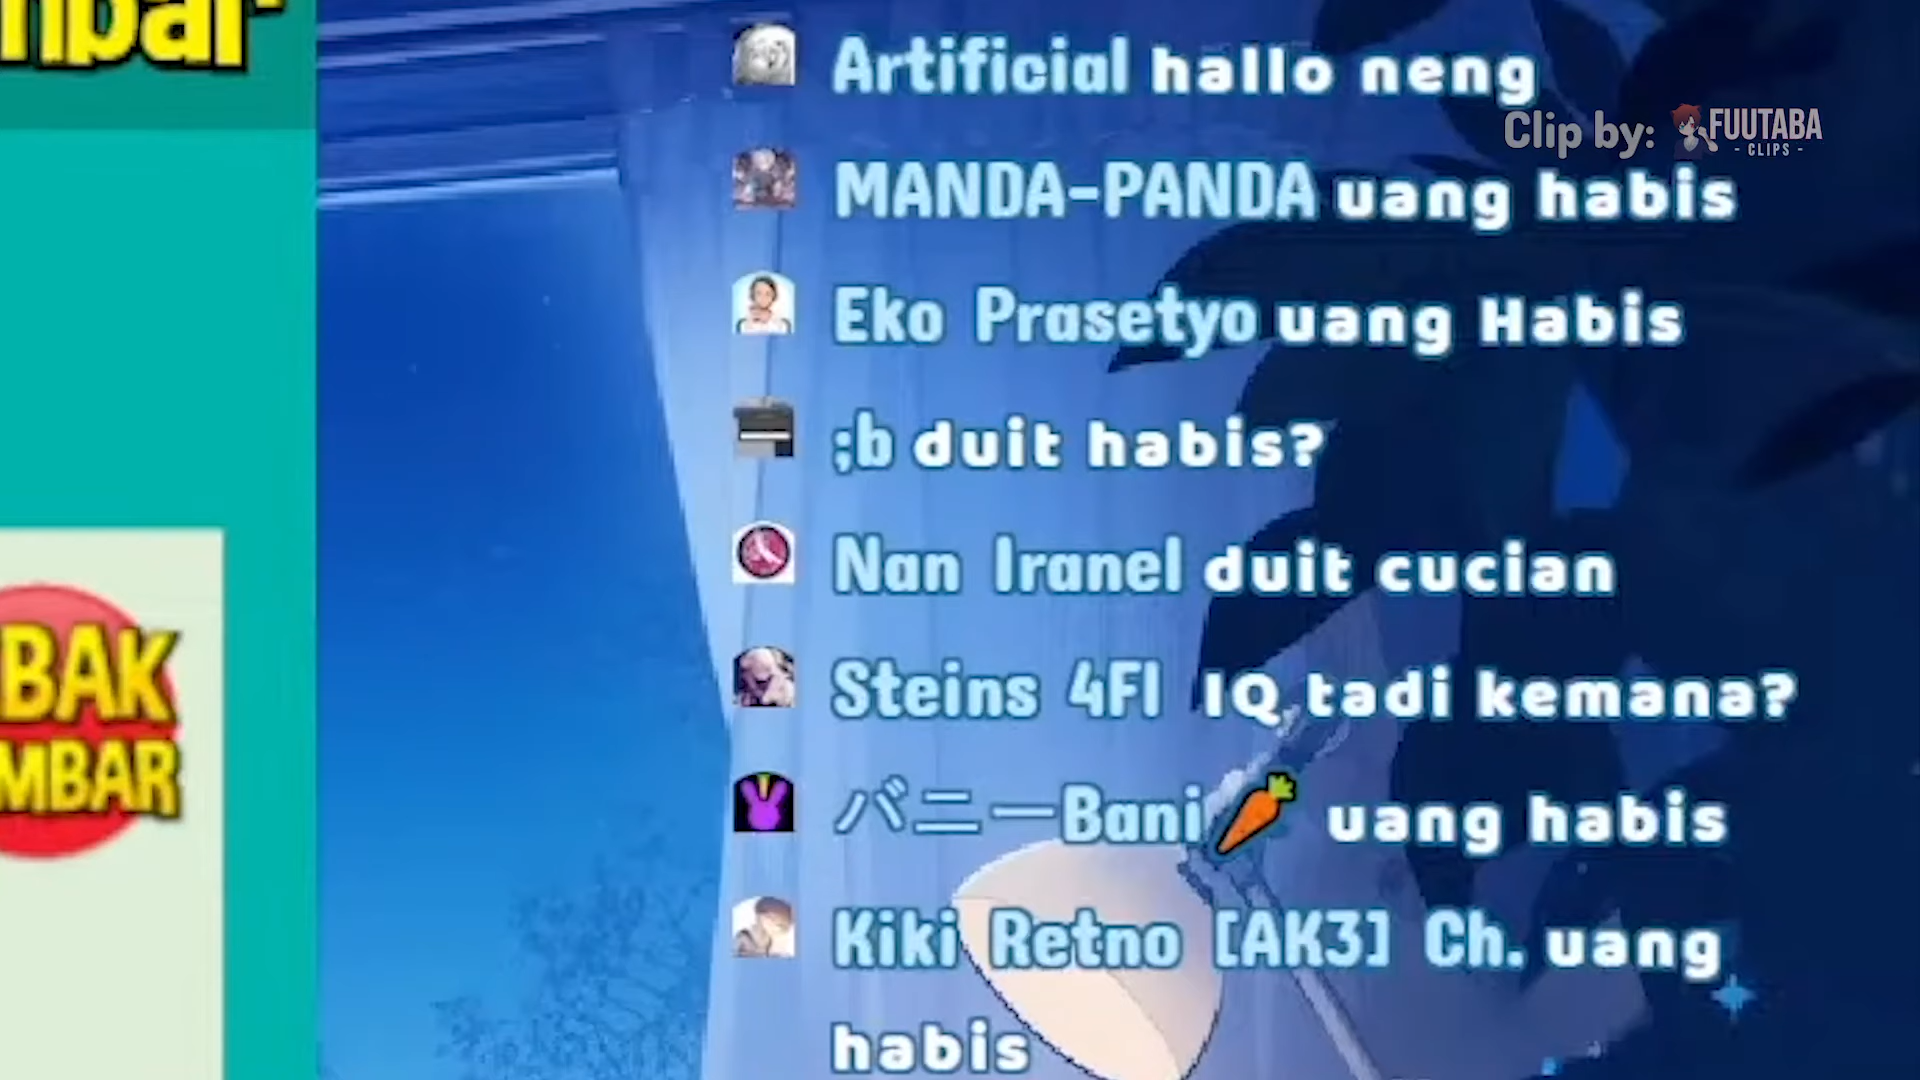 Artificial hallo neng
Clip by: FUUTABA
- CLIPS -
MANDA-PANDA uang habis
Eko Prasetyo uang Habis
;b duit habis?
Nan Iranel duit cucian
BAK
MBAR
Steins 4FI IQ tadi kemana?
バニーBani🥕 uang habis
Kiki Retno [AK3] Ch. uang
habis